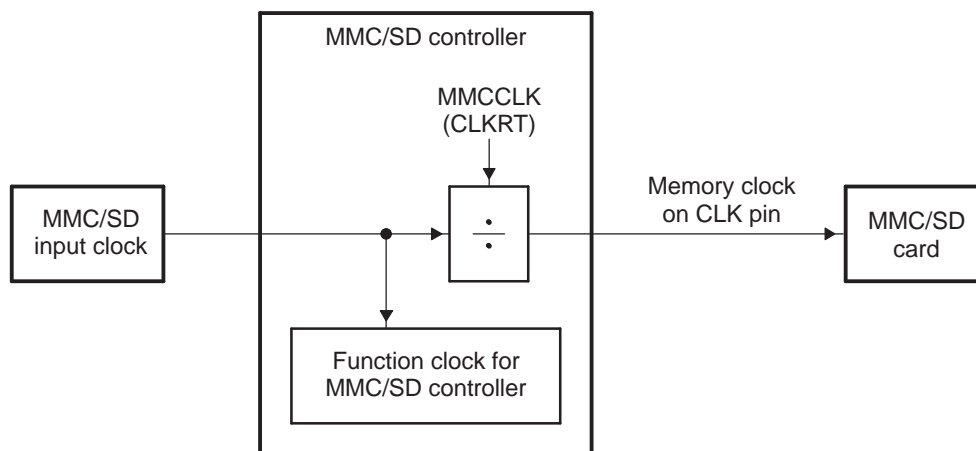 MMC/SD controller
MMCCLK
(CLKRT)
MMC/SD
input clock
Memory clock
on CLK pin
MMC/SD
card
Function clock for
MMC/SD controller